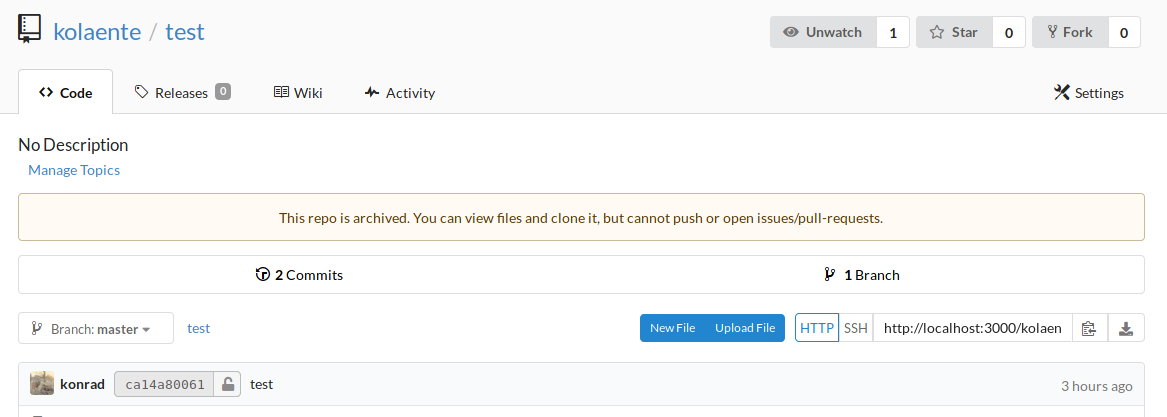 kolaente / test
Unwatch 1 Star 0 Fork 0
Code Releases 0 Wiki Activity Settings
No Description
Manage Topics
This repo is archived. You can view files and clone it, but cannot push or open issues/pull-requests.
2 Commits 1 Branch
Branch: master test New File Upload File HTTP SSH http://localhost:3000/kolaen
konrad ca14a80061 test 3 hours ago